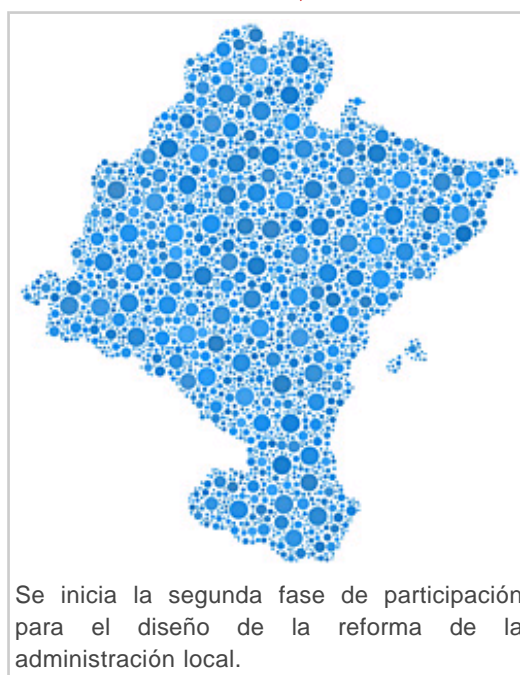 Se inicia la segunda fase de participación
para el diseño de la reforma de la
administración local.